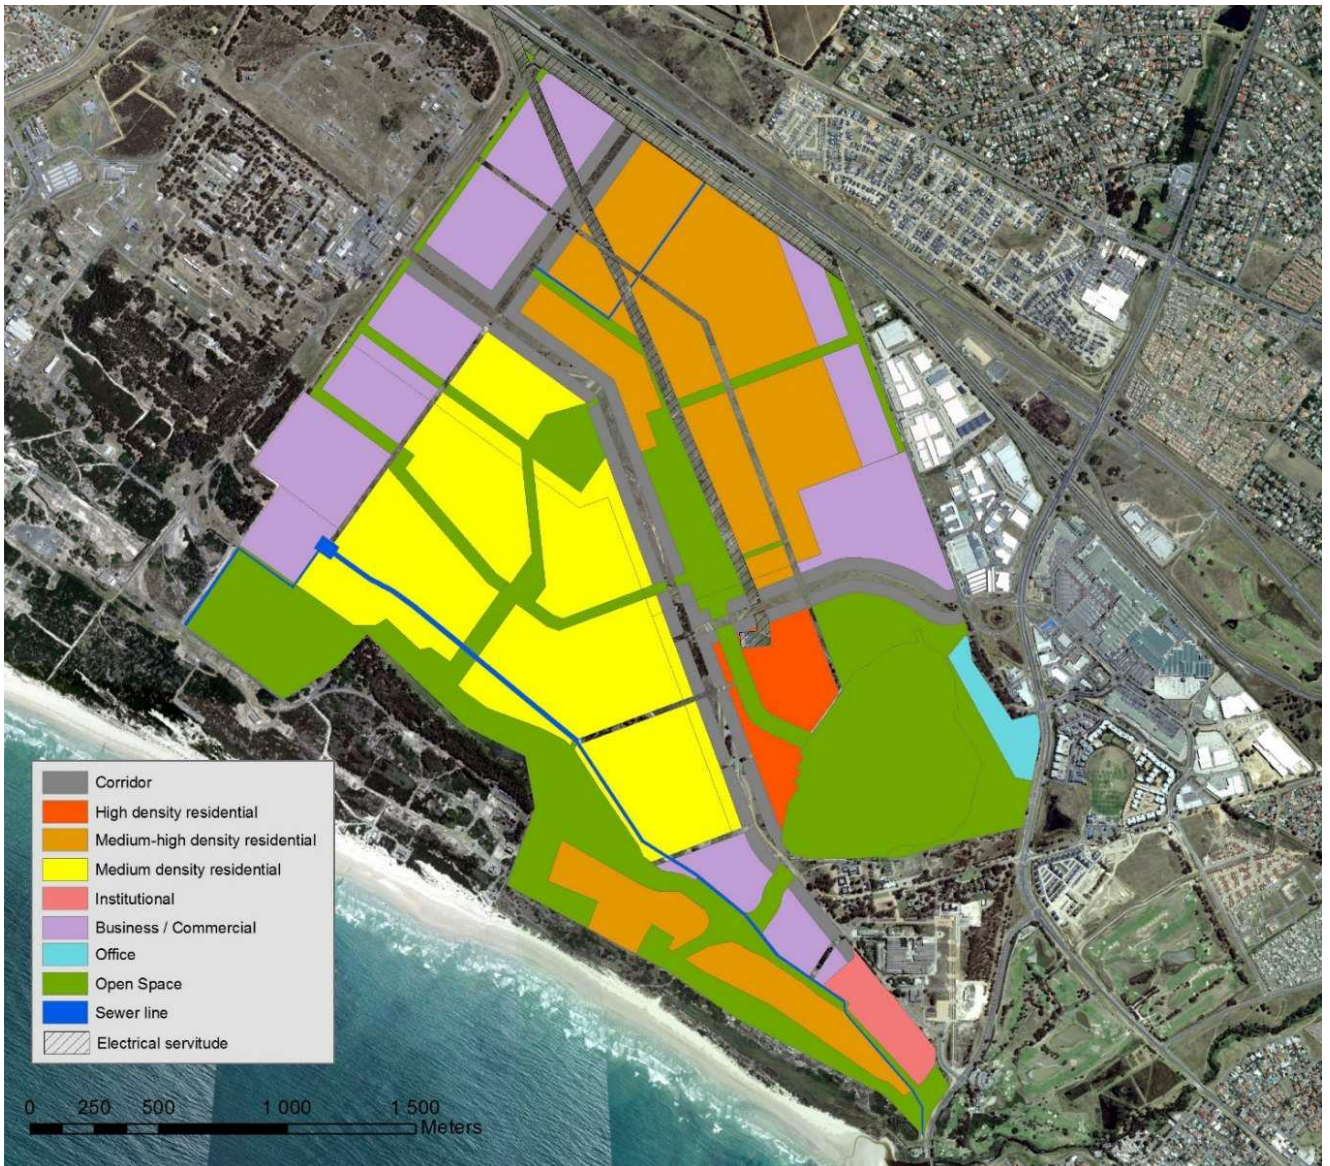 Corridor
High density residential
Medium-high density residential
Medium density residential
Institutional
Business / Commercial
Office
Open Space
Sewer line
Electrical servitude
0 250 500 1 000 1 500
Meters